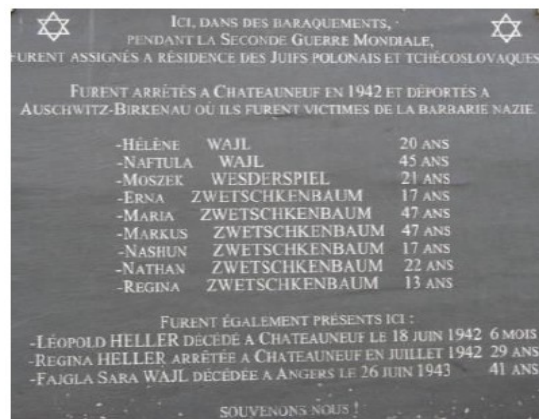 ICI, DANS DES BARAQUEMENTS,
PENDANT LA SECONDE GUERRE MONDIALE,
FURENT ASSIGNÉS A RÉSIDENCE DES JUIFS POLONAIS ET TCHÉCOSLOVAQUES
FURENT ARRÊTÉS A CHATEAUNEUF EN 1942 ET DÉPORTÉS A
AUSCHWITZ-BIRKENAU OÙ ILS FURENT VICTIMES DE LA BARBARIE NAZIE.
-HÉLÈNE WAJL 20 ANS
-NAFTULA WAJL 45 ANS
-MOSZEK WESDERSPIEL 21 ANS
-ERNA ZWETSCHKENBAUM 17 ANS
-MARIA ZWETSCHKENBAUM 47 ANS
-MARKUS ZWETSCHKENBAUM 47 ANS
-NASHUN ZWETSCHKENBAUM 17 ANS
-NATHAN ZWETSCHKENBAUM 22 ANS
-REGINA ZWETSCHKENBAUM 13 ANS
FURENT ÉGALEMENT PRÉSENTS ICI :
-LÉOPOLD HELLER DÉCÉDÉ A CHATEAUNEUF LE 18 JUIN 1942 6 MOIS
-REGINA HELLER ARRÊTÉE A CHATEAUNEUF EN JUILLET 1942 29 ANS
-FAJGLA SARA WAJL DÉCÉDÉE A ANGERS LE 26 JUIN 1943 41 ANS
SOUVENONS NOUS !